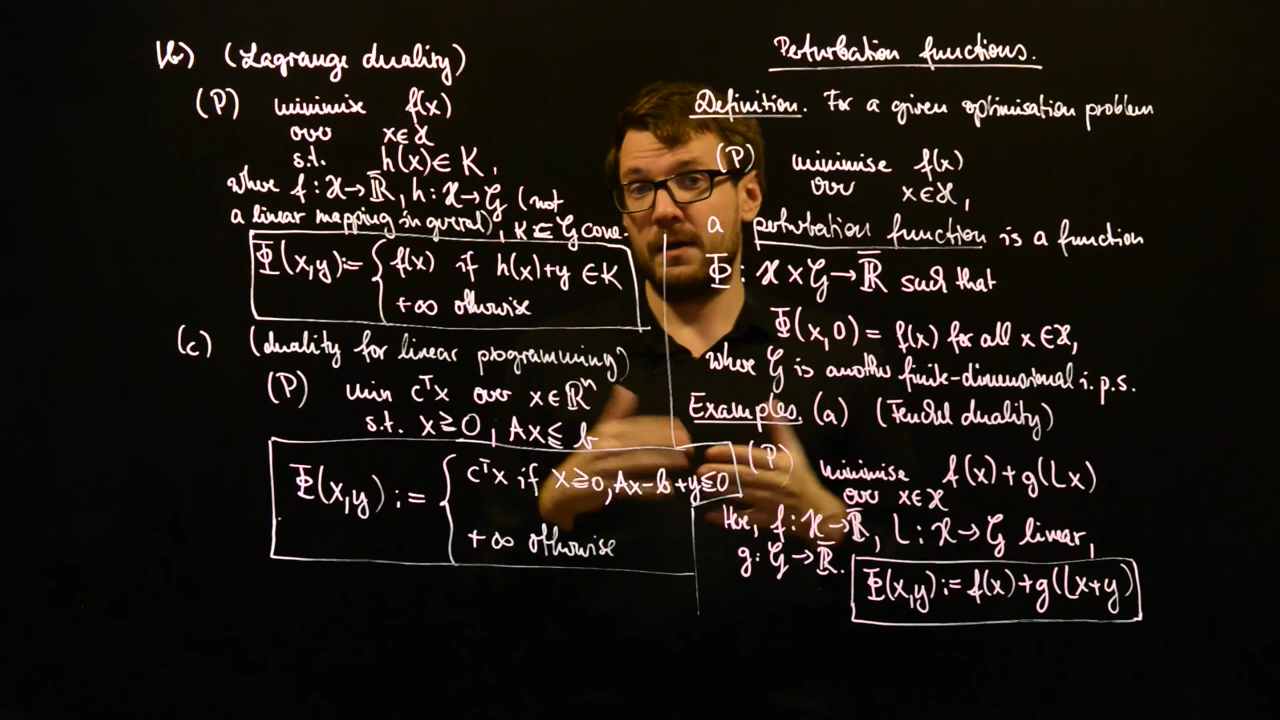 Perturbation functions.
Definition. For a given optimisation problem
(P) minimise f(x)
over x∈𝓗,
a perturbation function is a function
Φ : 𝓗 × 𝓖 → R̅ such that
Φ(x,0) = f(x) for all x ∈ 𝓗,
where 𝓖 is another finite-dimensional i.p.s.
Examples. (a) (Fenchel duality)
(P) minimise f(x)+g(Lx)
over x∈𝓗
Here, f: 𝓗→R̅, L: 𝓗→𝓖 linear,
g: 𝓖→R̅.
Φ(x,y) := f(x)+g(Lx+y)
(b) (Lagrange duality)
(P) minimise f(x)
over x∈𝓗
s.t. h(x)∈K,
where f: 𝓗→R̅, h: 𝓗→𝓖 (not
a linear mapping in general), K ⊆ 𝓖 cone.
Φ(x,y) := { f(x) if h(x)+y ∈K
+∞ otherwise
(c) (duality for linear programming)
(P) min cᵀx over x∈ℝⁿ
s.t. x≥0, Ax≤b
Φ(x,y) := { cᵀx if x≥0, Ax-b+y≤0
+∞ otherwise